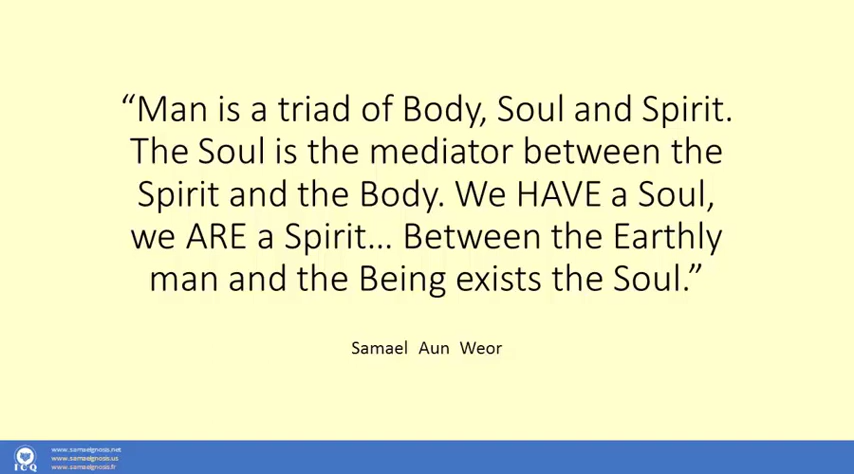 “Man is a triad of Body, Soul and Spirit.
The Soul is the mediator between the
Spirit and the Body. We HAVE a Soul,
we ARE a Spirit... Between the Earthly
man and the Being exists the Soul.”
Samael Aun Weor
www.samaelgnosis.net
www.samaelgnosis.us
www.samaelgnosis.fr
ICQ